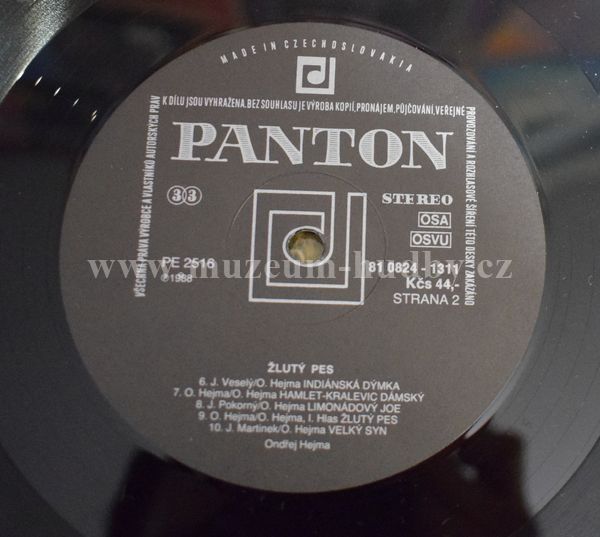 MADE IN CZECHOSLOVAKIA
VŠECHNA PRÁVA VÝROBCE A VLASTNÍKŮ AUTORSKÝCH PRÁV
K DÍLU JSOU VYHRAŽENA. BEZ SOUHLASU JE VÝROBA KOPIÍ, PRONÁJEM, PŮJČOVÁNÍ, VEŘEJNÉ
PROVOZOVÁNÍ A ROZHLASOVÉ ŠÍŘENÍ TÉTO DESKY ZAKÁZÁNO
PANTON
33
STEREO
OSA
OSVU
PE 2516
℗1988
81 0824-1311
Kčs 44,-
STRANA 2
www.muzeum-hudby.cz
ŽLUTÝ PES
6. J. Veselý/O. Hejma INDIÁNSKÁ DÝMKA
7. O. Hejma/O. Hejma HAMLET-KRALEVIC DÁMSKÝ
8. J. Pokorný/O. Hejma LIMONÁDOVÝ JOE
9. O. Hejma/O. Hejma, I. Hlas ŽLUTÝ PES
10. J. Martinek/O. Hejma VELKÝ SYN
Ondřej Hejma